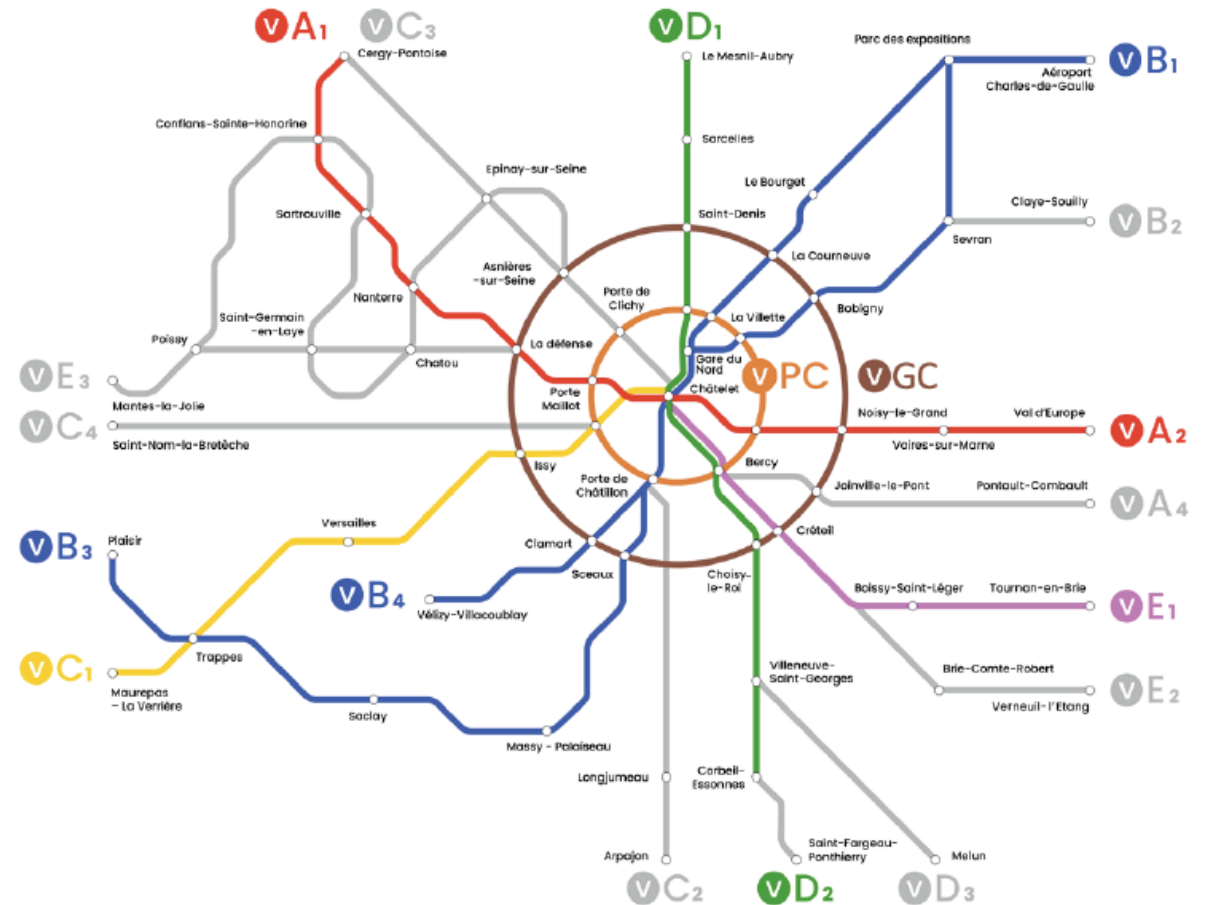 V A1
V C3
V D1
Cergy-Pontoise
Le Mesnil-Aubry
Parc des expositions
V B1
Aéroport
Charles-de-Gaulle
Conflans-Sainte-Honorine
Sarcelles
Epinay-sur-Seine
Le Bourget
Claye-Souilly
V B2
Sartrouville
Saint-Denis
Sevran
La Courneuve
Asnières
-sur-Seine
Nanterre
Porte de
Clichy
La Villette
Bobigny
Saint-Germain
-en-Laye
Poissy
La défense
Chatou
Gare du
Nord
V E3
V PC
V GC
Châtelet
Porte
Maillot
Mantes-la-Jolie
V C4
Saint-Nom-la-Bretêche
Noisy-le-Grand
Val d'Europe
V A2
Vaires-sur-Marne
Issy
Bercy
Porte de
Châtillon
Joinville-le-Pont
Pontault-Combault
V A4
Versailles
Créteil
V B3
Plaisir
Clamart
Sceaux
Choisy-
le-Roi
V B4
Vélizy-Villacoublay
Boissy-Saint-Léger
Tournan-en-Brie
V E1
Trappes
V C1
Maurepas
– La Verrière
Villeneuve-
Saint-Georges
Brie-Comte-Robert
V E2
Verneuil-l'Etang
Saclay
Massy - Palaiseau
Longjumeau
Corbeil-
Essonnes
Arpajon
Saint-Fargeau-
Ponthierry
Melun
V C2
V D2
V D3